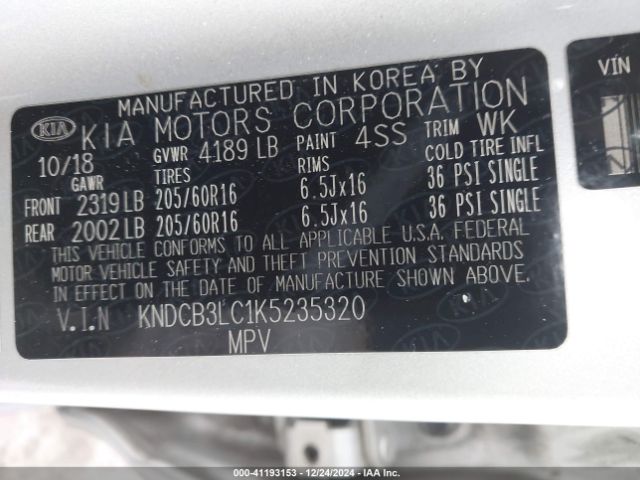 MANUFACTURED IN KOREA BY
KIA KIA MOTORS CORPORATION
10/18 GVWR 4189 LB PAINT 4SS TRIM WK
GAWR TIRES RIMS COLD TIRE INFL
FRONT 2319 LB 205/60R16 6.5Jx16 36 PSI SINGLE
REAR 2002 LB 205/60R16 6.5Jx16 36 PSI SINGLE
THIS VEHICLE CONFORMS TO ALL APPLICABLE U.S.A. FEDERAL
MOTOR VEHICLE SAFETY AND THEFT PREVENTION STANDARDS
IN EFFECT ON THE DATE OF MANUFACTURE SHOWN ABOVE.
V.I.N KNDCB3LC1K5235320
MPV
VIN
000-41193153 - 12/24/2024 - IAA Inc.